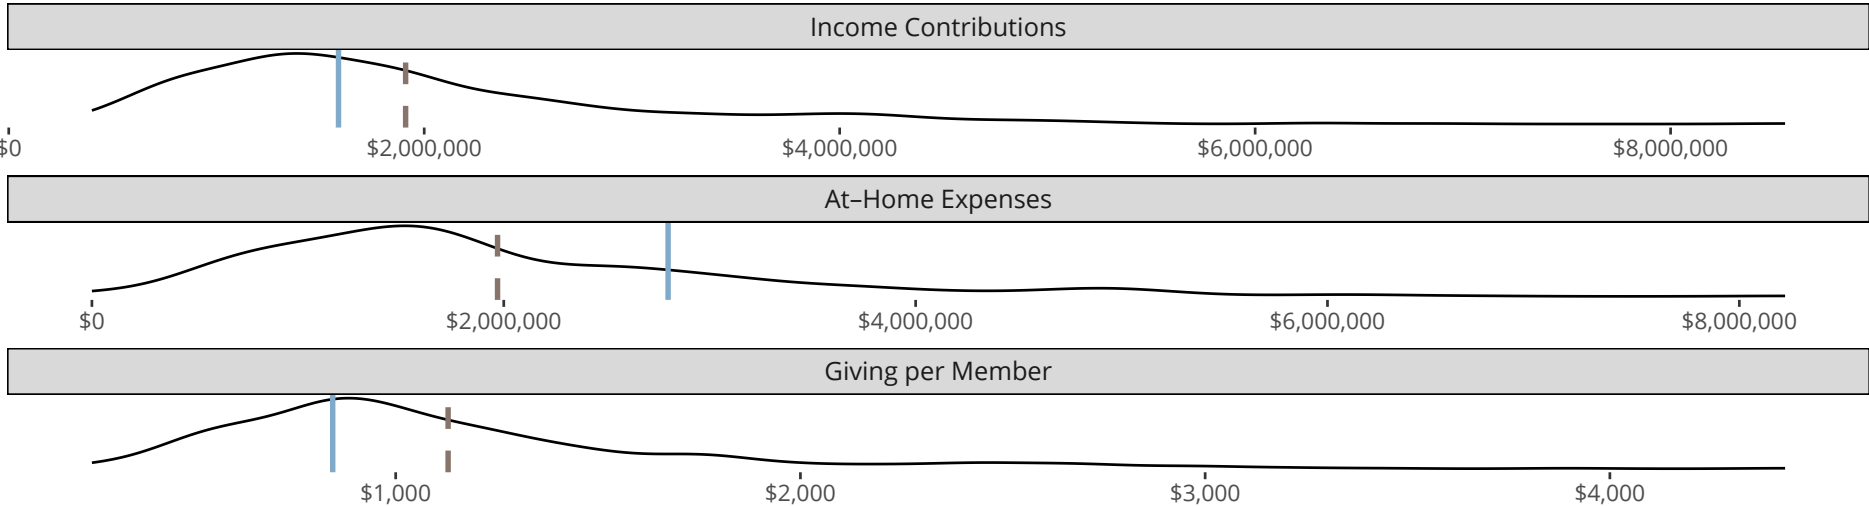 Income Contributions
$0 $2,000,000 $4,000,000 $6,000,000 $8,000,000
At–Home Expenses
$0 $2,000,000 $4,000,000 $6,000,000 $8,000,000
Giving per Member
$1,000 $2,000 $3,000 $4,000